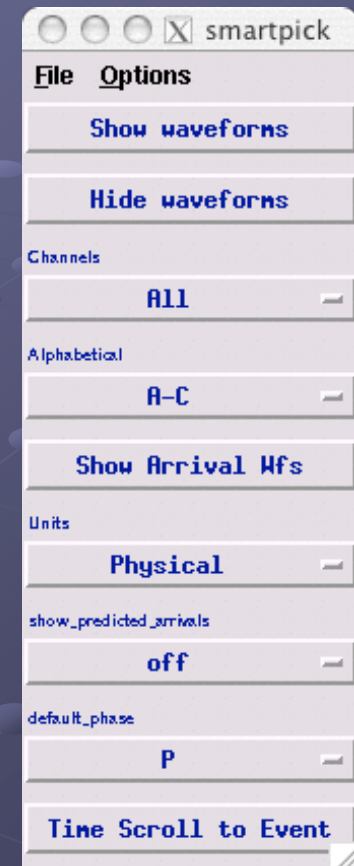 smartpick
File Options
Show waveforms
Hide waveforms
Channels
All
Alphabetical
A-C
Show Arrival Wfs
Units
Physical
show_predicted_arrivals
off
default_phase
P
Time Scroll to Event